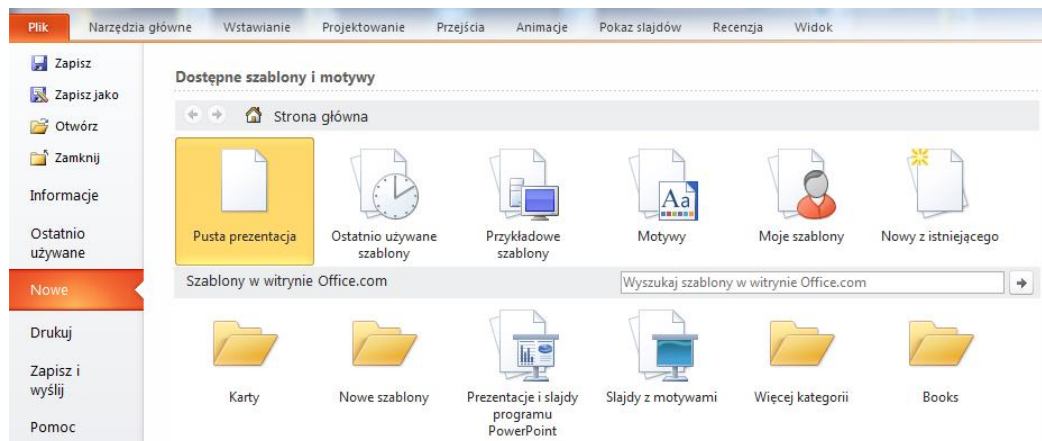 Plik Narzędzia główne Wstawianie Projektowanie Przejścia Animacje Pokaz slajdów Recenzja Widok
Zapisz
Zapisz jako
Otwórz
Zamknij
Informacje
Ostatnio
używane
Nowe
Drukuj
Zapisz i
wyślij
Pomoc
Dostępne szablony i motywy
Strona główna
Pusta prezentacja
Ostatnio używane
szablony
Przykładowe
szablony
Aa
Motywy
Moje szablony
Nowy z istniejącego
Szablony w witrynie Office.com
Wyszukaj szablony w witrynie Office.com
Karty
Nowe szablony
Prezentacje i slajdy
programu
PowerPoint
Slajdy z motywami
Więcej kategorii
Books